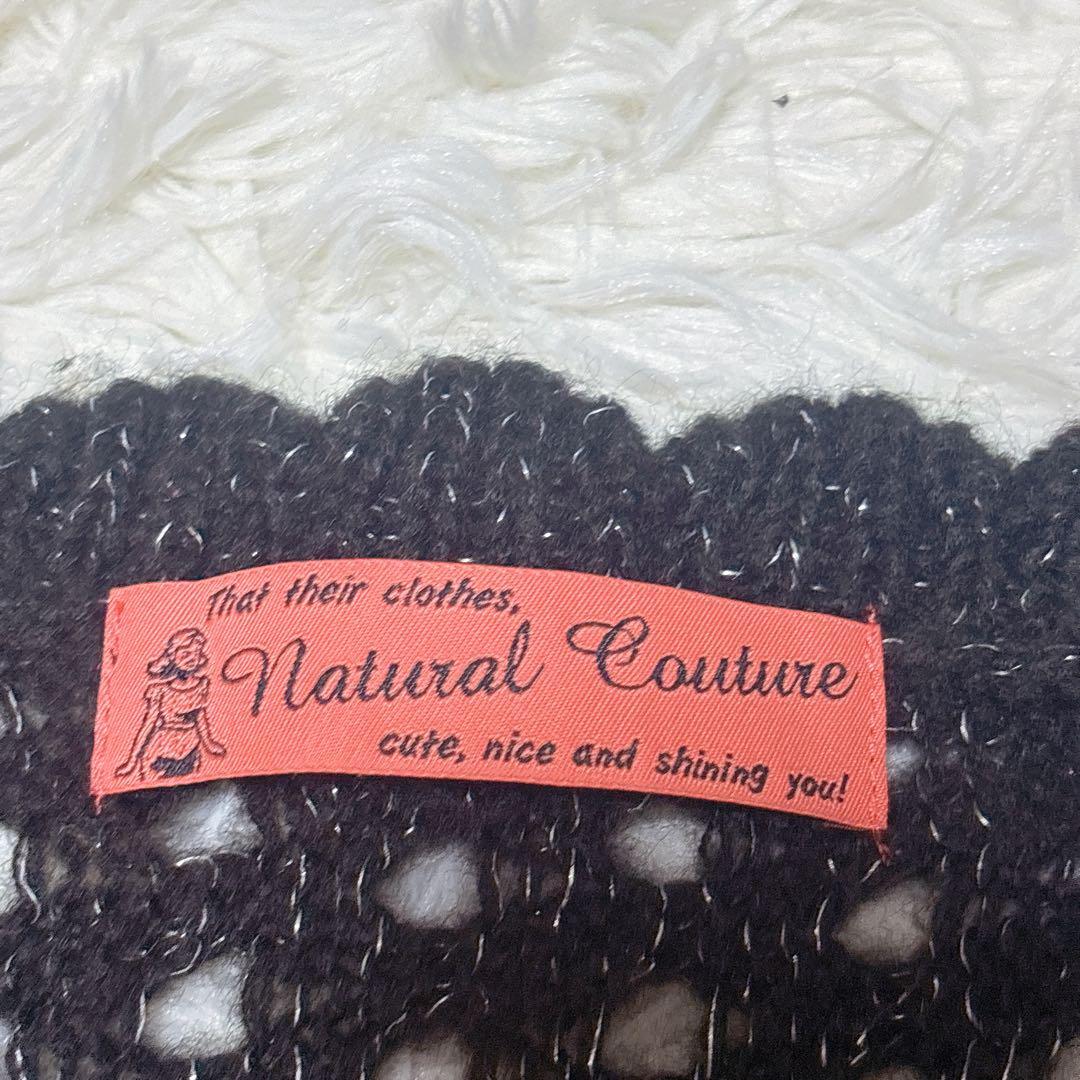 That their clothes,
Natural Couture
cute, nice and shining you!